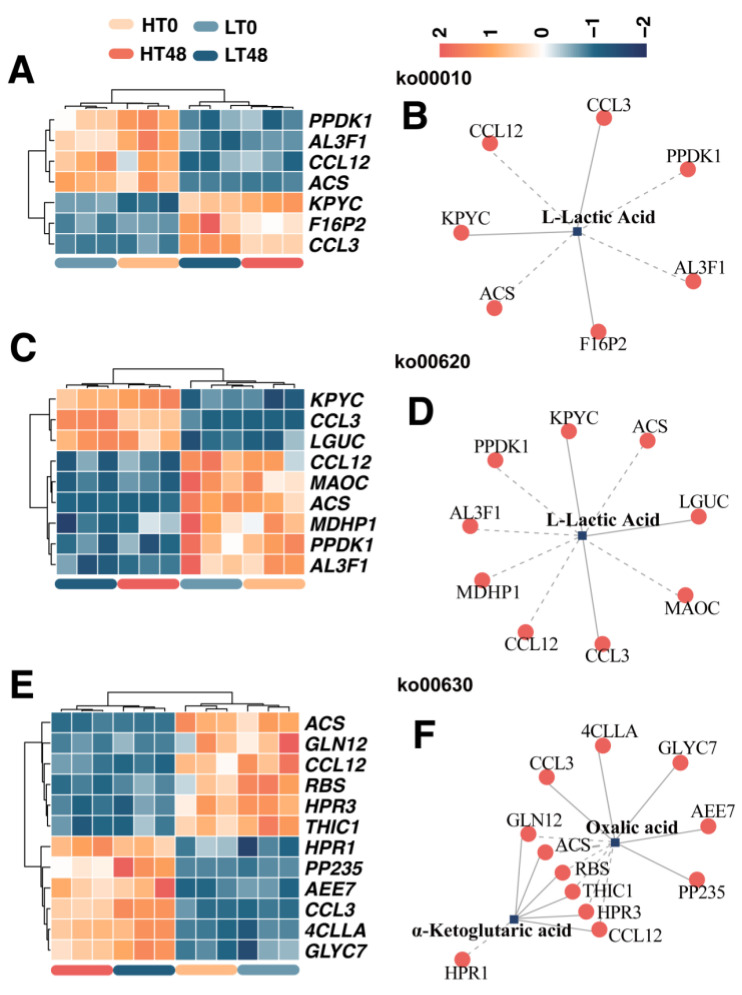 HT0 LT0
HT48 LT48
2 1 0 −1 −2
ko00010
A
PPDK1
AL3F1
CCL12
ACS
KPYC
F16P2
CCL3
B
CCL3
CCL12
PPDK1
L-Lactic Acid
KPYC
AL3F1
ACS
F16P2
ko00620
C
KPYC
CCL3
LGUC
CCL12
MAOC
ACS
MDHP1
PPDK1
AL3F1
D
KPYC
ACS
PPDK1
LGUC
AL3F1
L-Lactic Acid
MDHP1
MAOC
CCL12
CCL3
ko00630
E
ACS
GLN12
CCL12
RBS
HPR3
THIC1
HPR1
PP235
AEE7
CCL3
4CLLA
GLYC7
F
4CLLA
GLYC7
CCL3
AEE7
GLN12
Oxalic acid
ACS
RBS
THIC1
PP235
HPR3
α-Ketoglutaric acid
CCL12
HPR1